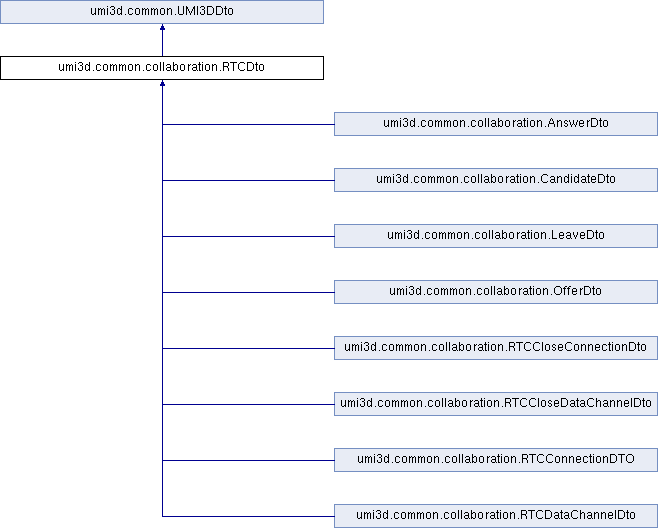 umi3d.common.UMI3DDto
umi3d.common.collaboration.RTCDto
umi3d.common.collaboration.AnswerDto
umi3d.common.collaboration.CandidateDto
umi3d.common.collaboration.LeaveDto
umi3d.common.collaboration.OfferDto
umi3d.common.collaboration.RTCCloseConnectionDto
umi3d.common.collaboration.RTCCloseDataChannelDto
umi3d.common.collaboration.RTCConnectionDTO
umi3d.common.collaboration.RTCDataChannelDto